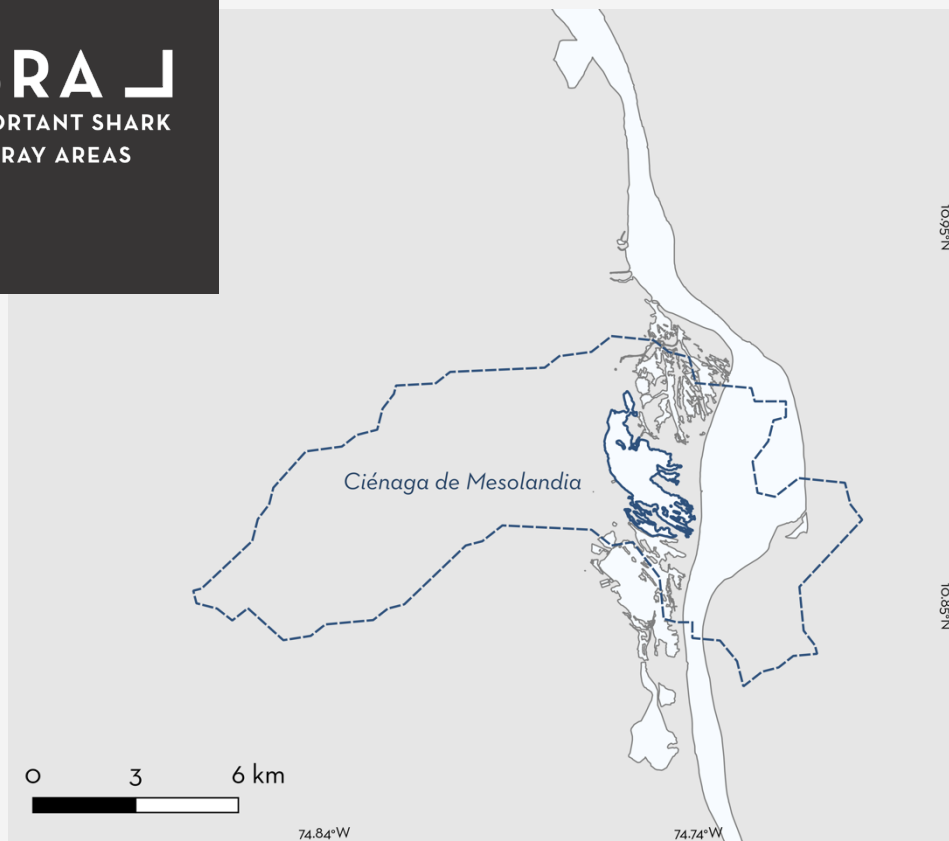 RA
ORTANT SHARK
RAY AREAS
10.95°N
Ciénaga de Mesolandia
10.85°N
0 3 6 km
74.84°W 74.74°W